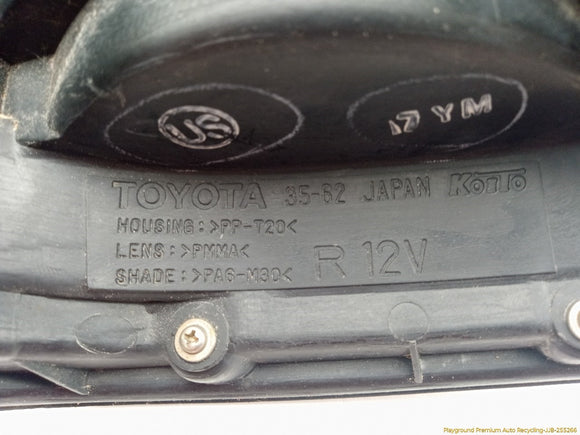 US
17 YM
TOYOTA 35-62 JAPAN KOITO
HOUSING:>PP-T20<
LENS:>PMMA<
SHADE:>PA6-M30<
R 12V
Playground Premium Auto Recycling-JJB-255266